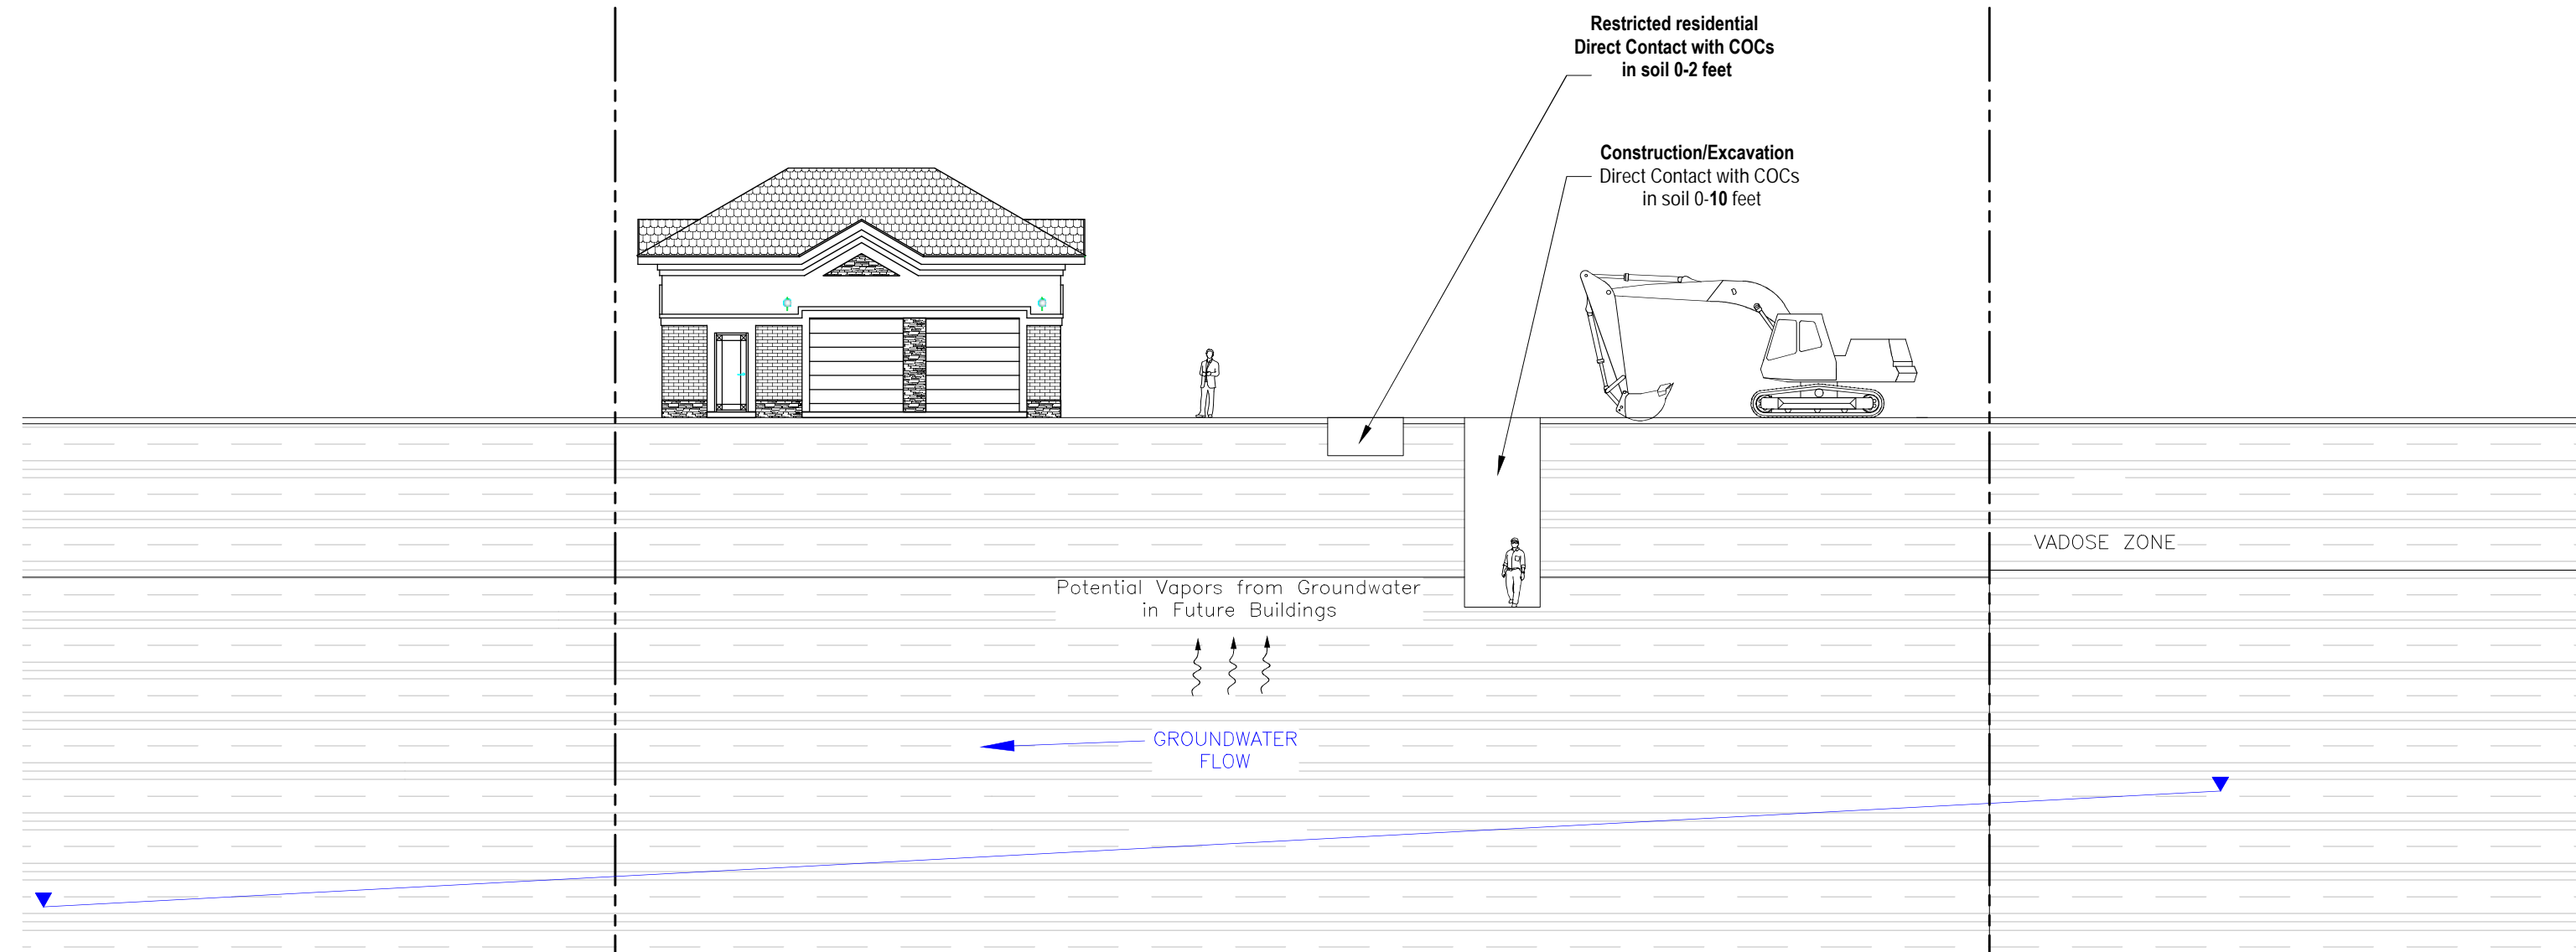 Restricted residential
Direct Contact with COCs
in soil 0-2 feet
Construction/Excavation
Direct Contact with COCs
in soil 0-10 feet
VADOSE ZONE
Potential Vapors from Groundwater
in Future Buildings
GROUNDWATER
FLOW